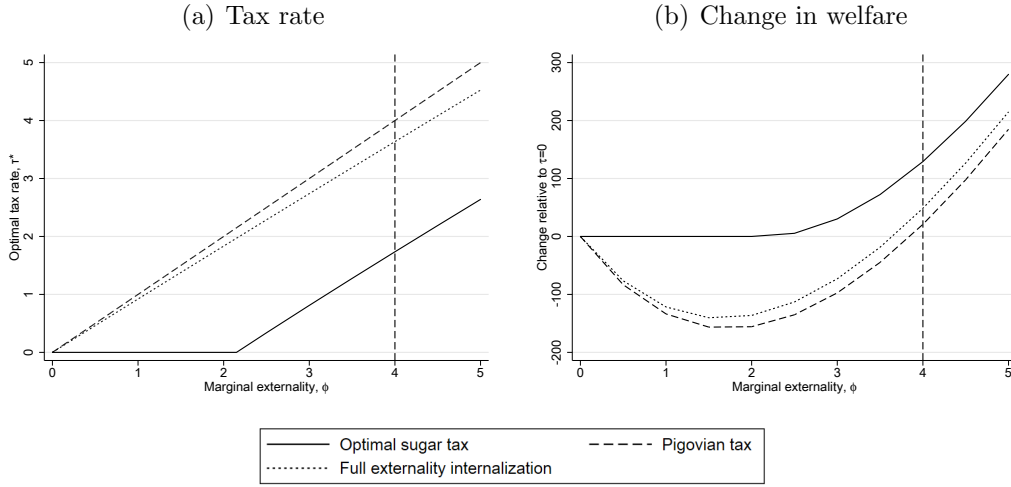 (a) Tax rate
Optimal tax rate, τ*
5
4
3
2
1
0
0 1 2 3 4 5
Marginal externality, ϕ
(b) Change in welfare
Change relative to τ=0
300
200
100
0
-100
-200
0 1 2 3 4 5
Marginal externality, ϕ
Optimal sugar tax
Pigovian tax
Full externality internalization